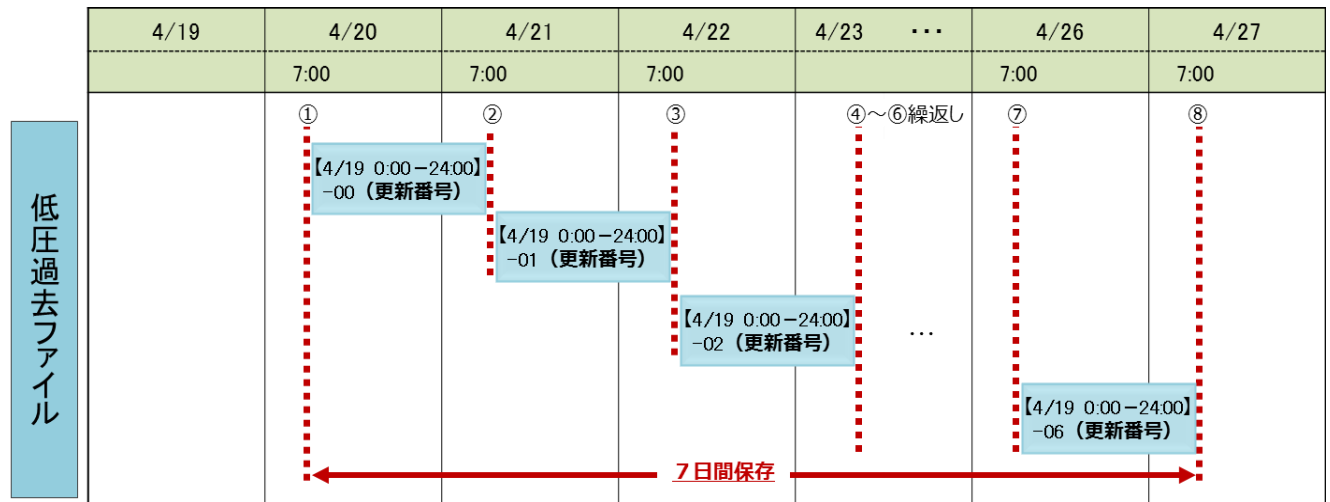 4/19 4/20 4/21 4/22 4/23 ･･･ 4/26 4/27
7:00 7:00 7:00 7:00 7:00
低圧過去ファイル
① ② ③ ④～⑥繰返し ⑦ ⑧
【4/19 0:00－24:00】
-00（更新番号）
【4/19 0:00－24:00】
-01（更新番号）
【4/19 0:00－24:00】
-02（更新番号）
…
【4/19 0:00－24:00】
-06（更新番号）
７日間保存